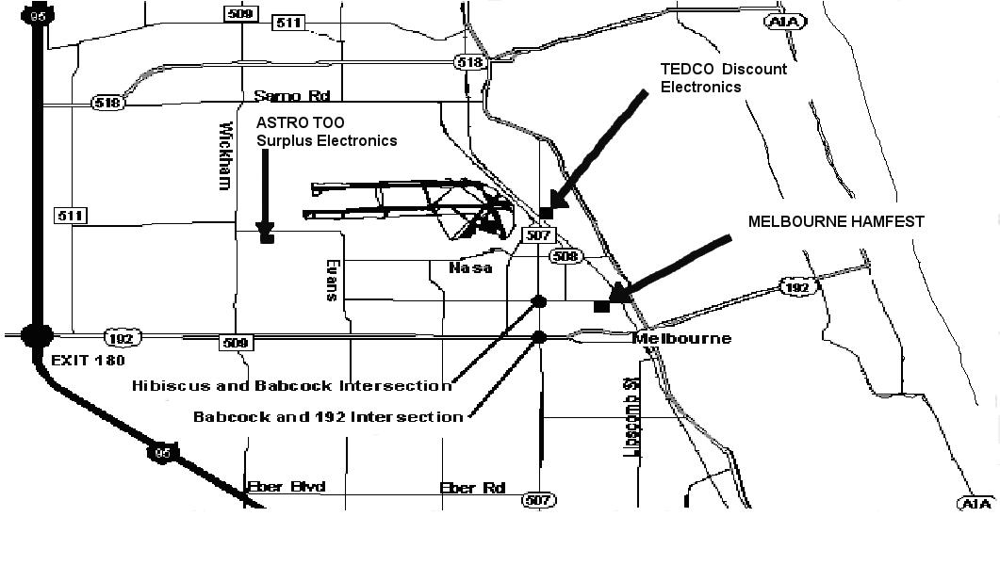 95
509
511
A1A
518
TEDCO Discount
Electronics
518
Sarno Rd
ASTRO TOO
Surplus Electronics
Wickham
511
MELBOURNE HAMFEST
507
508
Nasa
Evans
192
192
509
Melbourne
EXIT 180
Hibiscus and Babcock Intersection
Babcock and 192 Intersection
Lipscomb St
95
Eber Blvd
Eber Rd
507
A1A